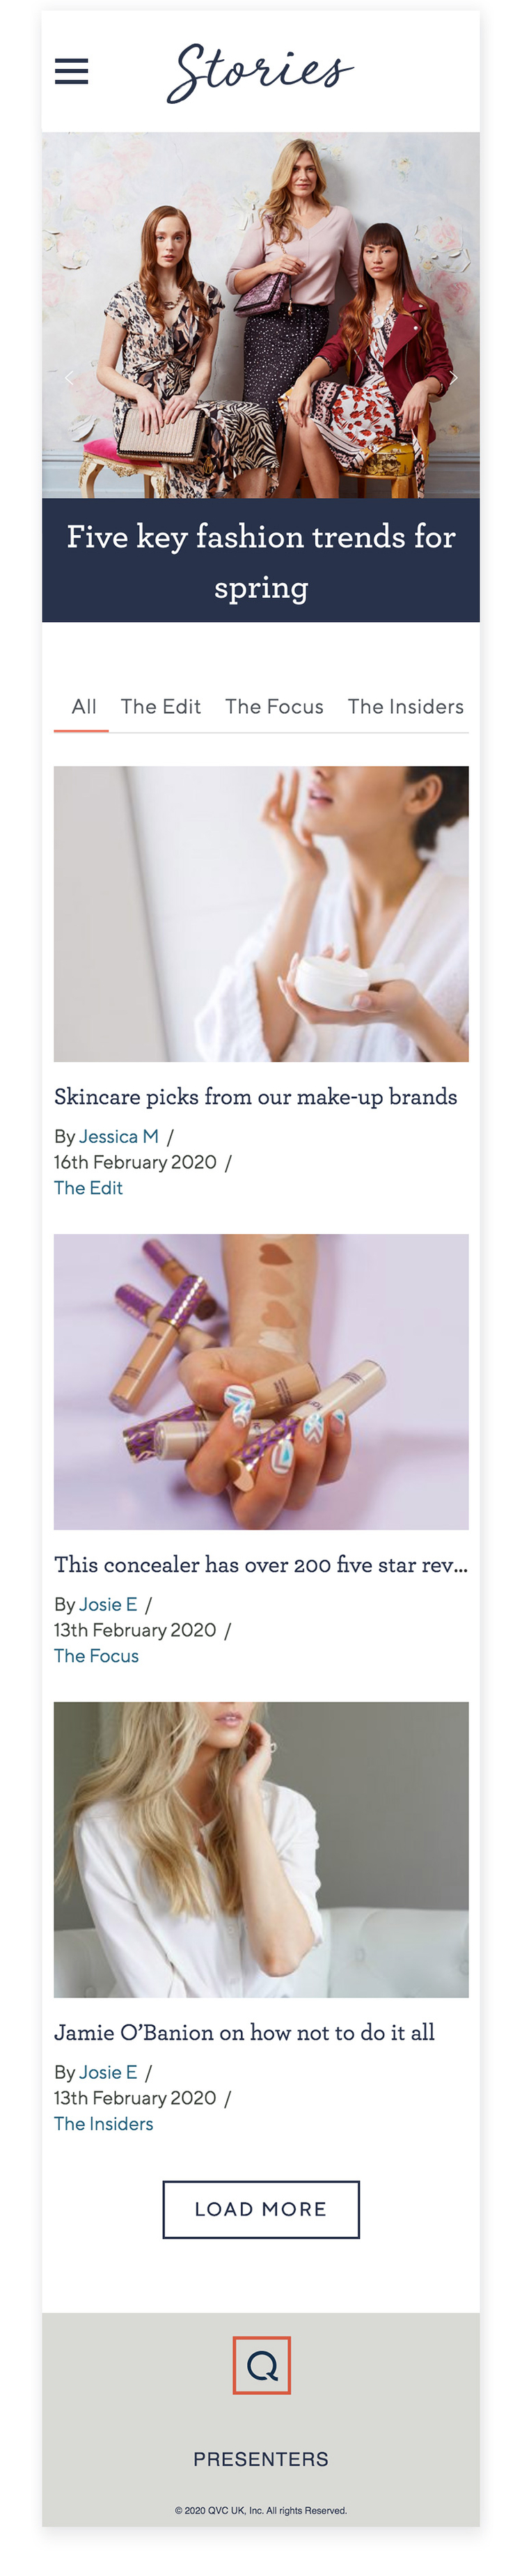 Stories
Five key fashion trends for
spring
All The Edit The Focus The Insiders
Skincare picks from our make-up brands
By Jessica M /
16th February 2020 /
The Edit
This concealer has over 200 five star rev...
By Josie E /
13th February 2020 /
The Focus
Jamie O’Banion on how not to do it all
By Josie E /
13th February 2020 /
The Insiders
LOAD MORE
Q
PRESENTERS
© 2020 QVC UK, Inc. All rights Reserved.